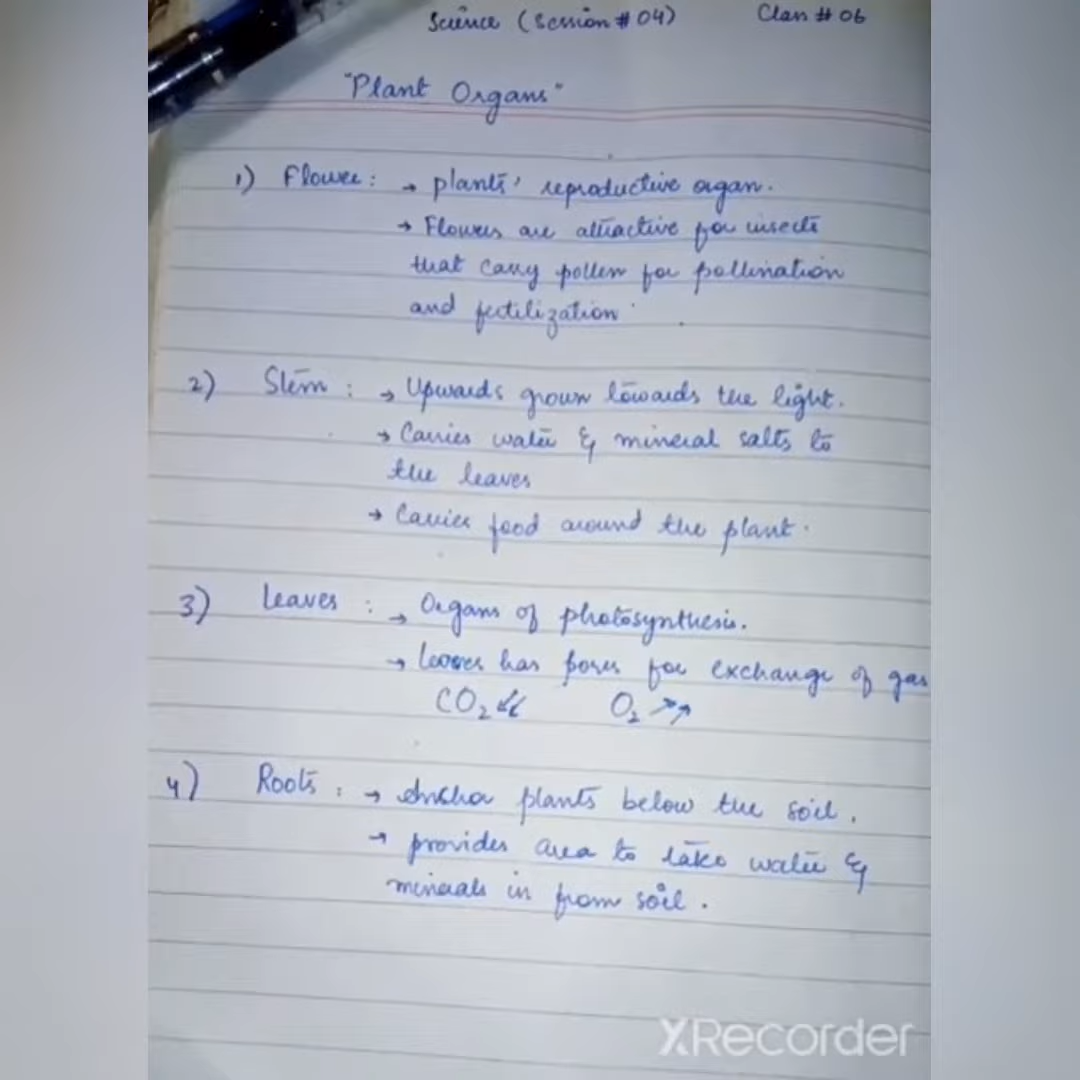 Science (Session # 04) Class # 06
"Plant Organs"
1) Flower : → plants' reproductive organ.
→ Flowers are attractive for insects
that carry pollen for pollination
and fertilization.
2) Stem : → Upwards grown towards the light.
→ Carries water & mineral salts to
the leaves
→ Carries food around the plant.
3) Leaves : → Organs of photosynthesis.
→ leaves has pores for exchange of gas
CO₂ ↙↙ O₂ ↗↗
4) Roots : → Anchor plants below the soil.
→ provides area to take water &
minerals in from soil.
XRecorder